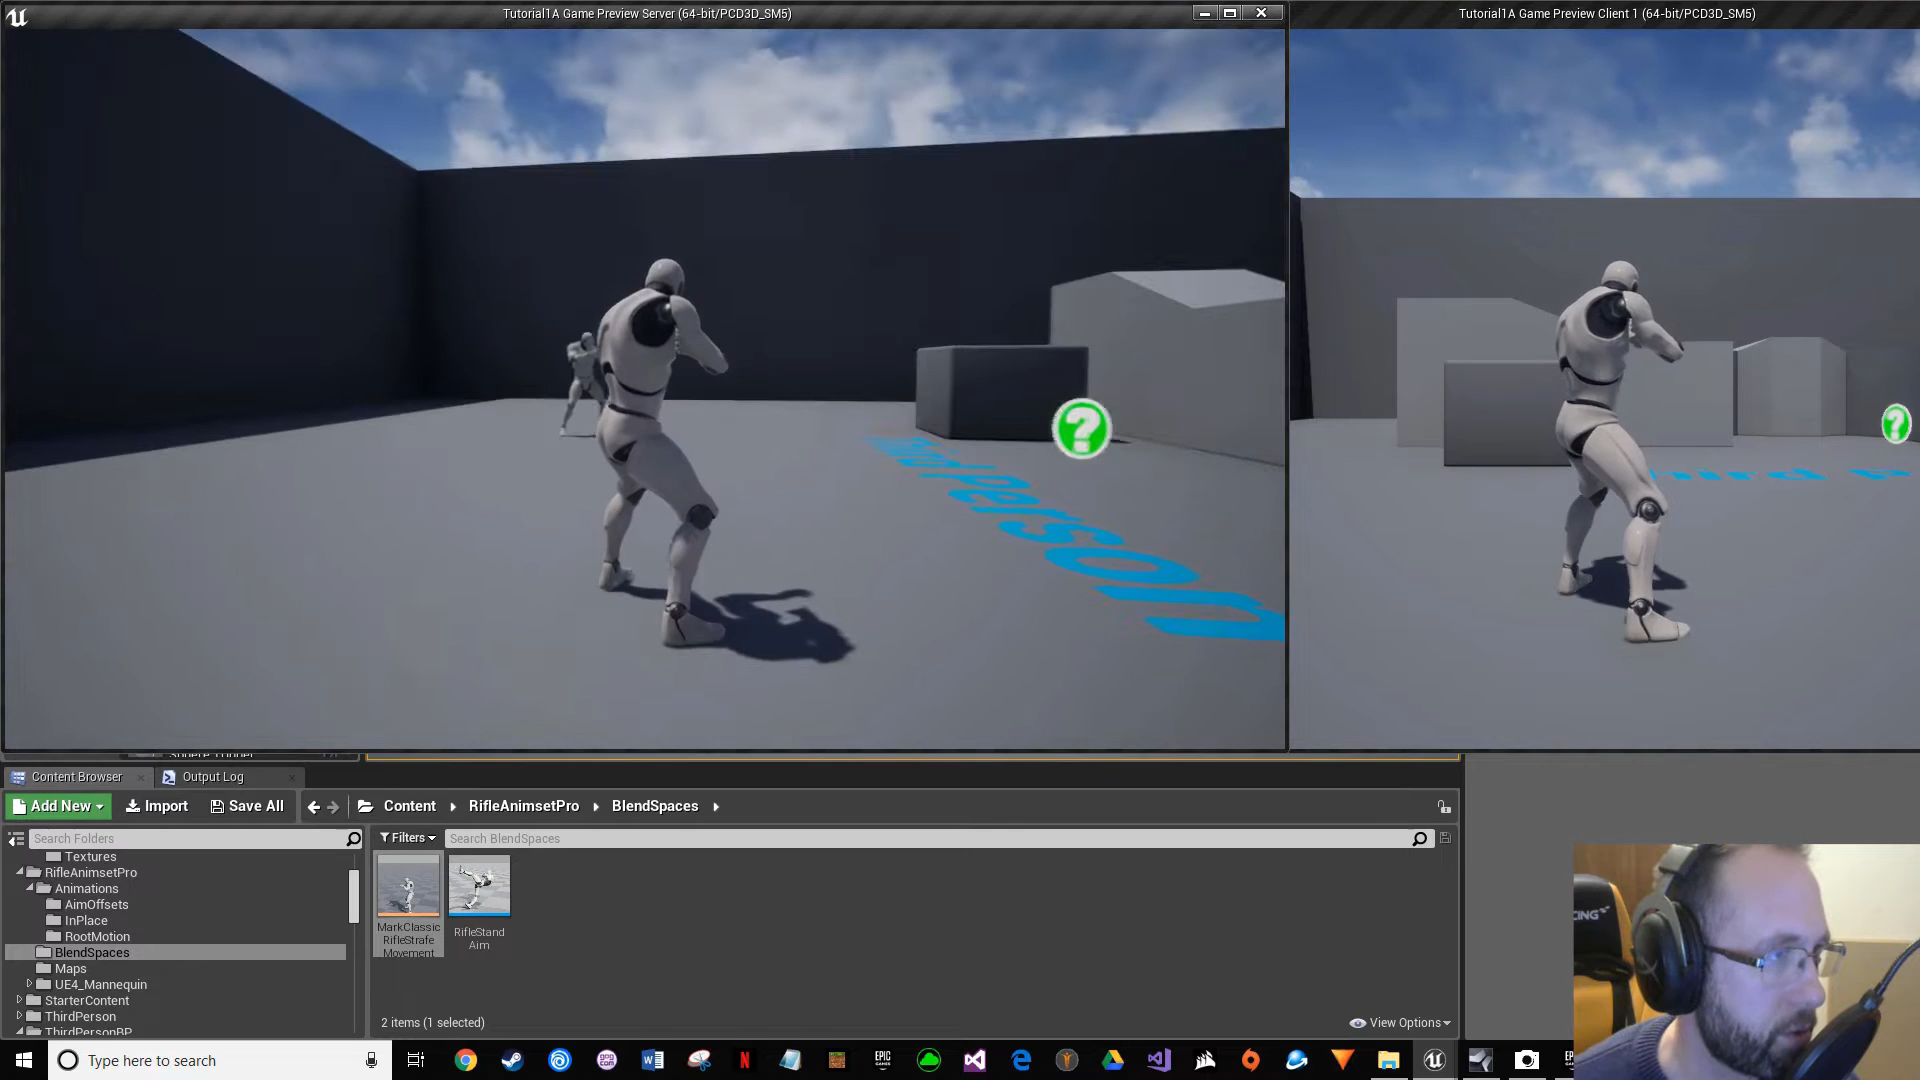 Tutorial1A Game Preview Server (64-bit/PCD3D_SM5)
Tutorial1A Game Preview Client 1 (64-bit/PCD3D_SM5)
?
?
person
Content Browser
Output Log
Add New
Import
Save All
Content
RifleAnimsetPro
BlendSpaces
Search Folders
Filters
Search BlendSpaces
Textures
RifleAnimsetPro
Animations
AimOffsets
InPlace
RootMotion
BlendSpaces
Maps
UE4_Mannequin
StarterContent
ThirdPerson
ThirdPersonBP
MarkClassic
RifleStrafe
Movement
RifleStand
Aim
2 items (1 selected)
View Options
Type here to search